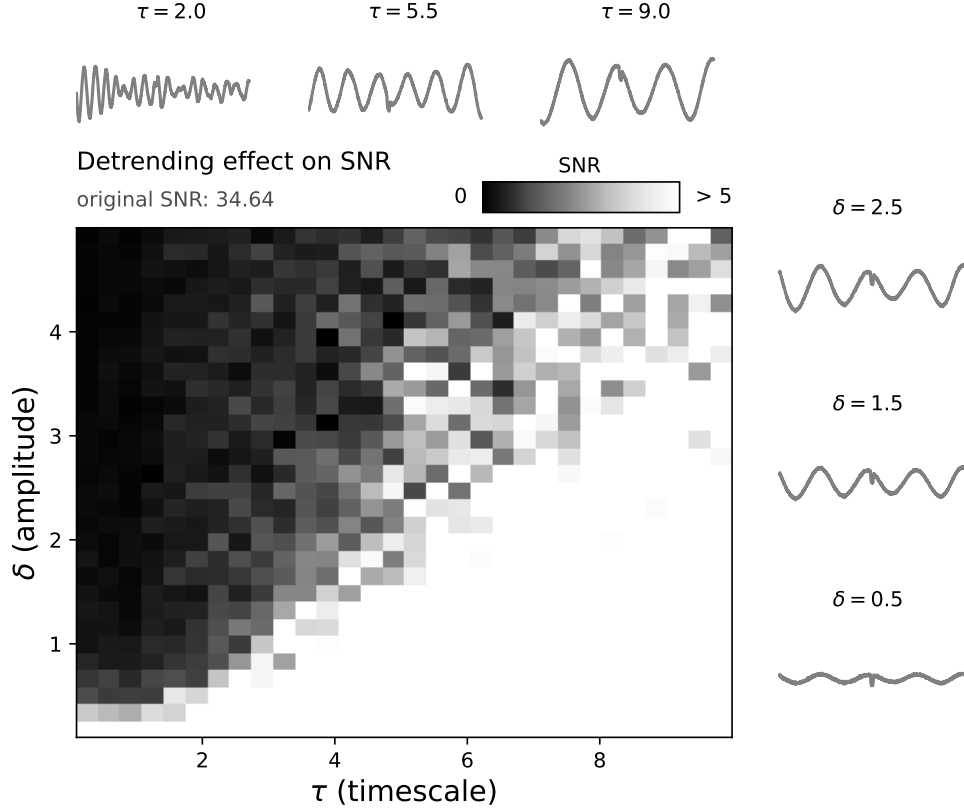 τ = 2.0 τ = 5.5 τ = 9.0
Detrending effect on SNR
original SNR: 34.64
SNR
0 > 5
δ = 2.5
δ = 1.5
δ = 0.5
δ (amplitude)
4
3
2
1
2 4 6 8
τ (timescale)